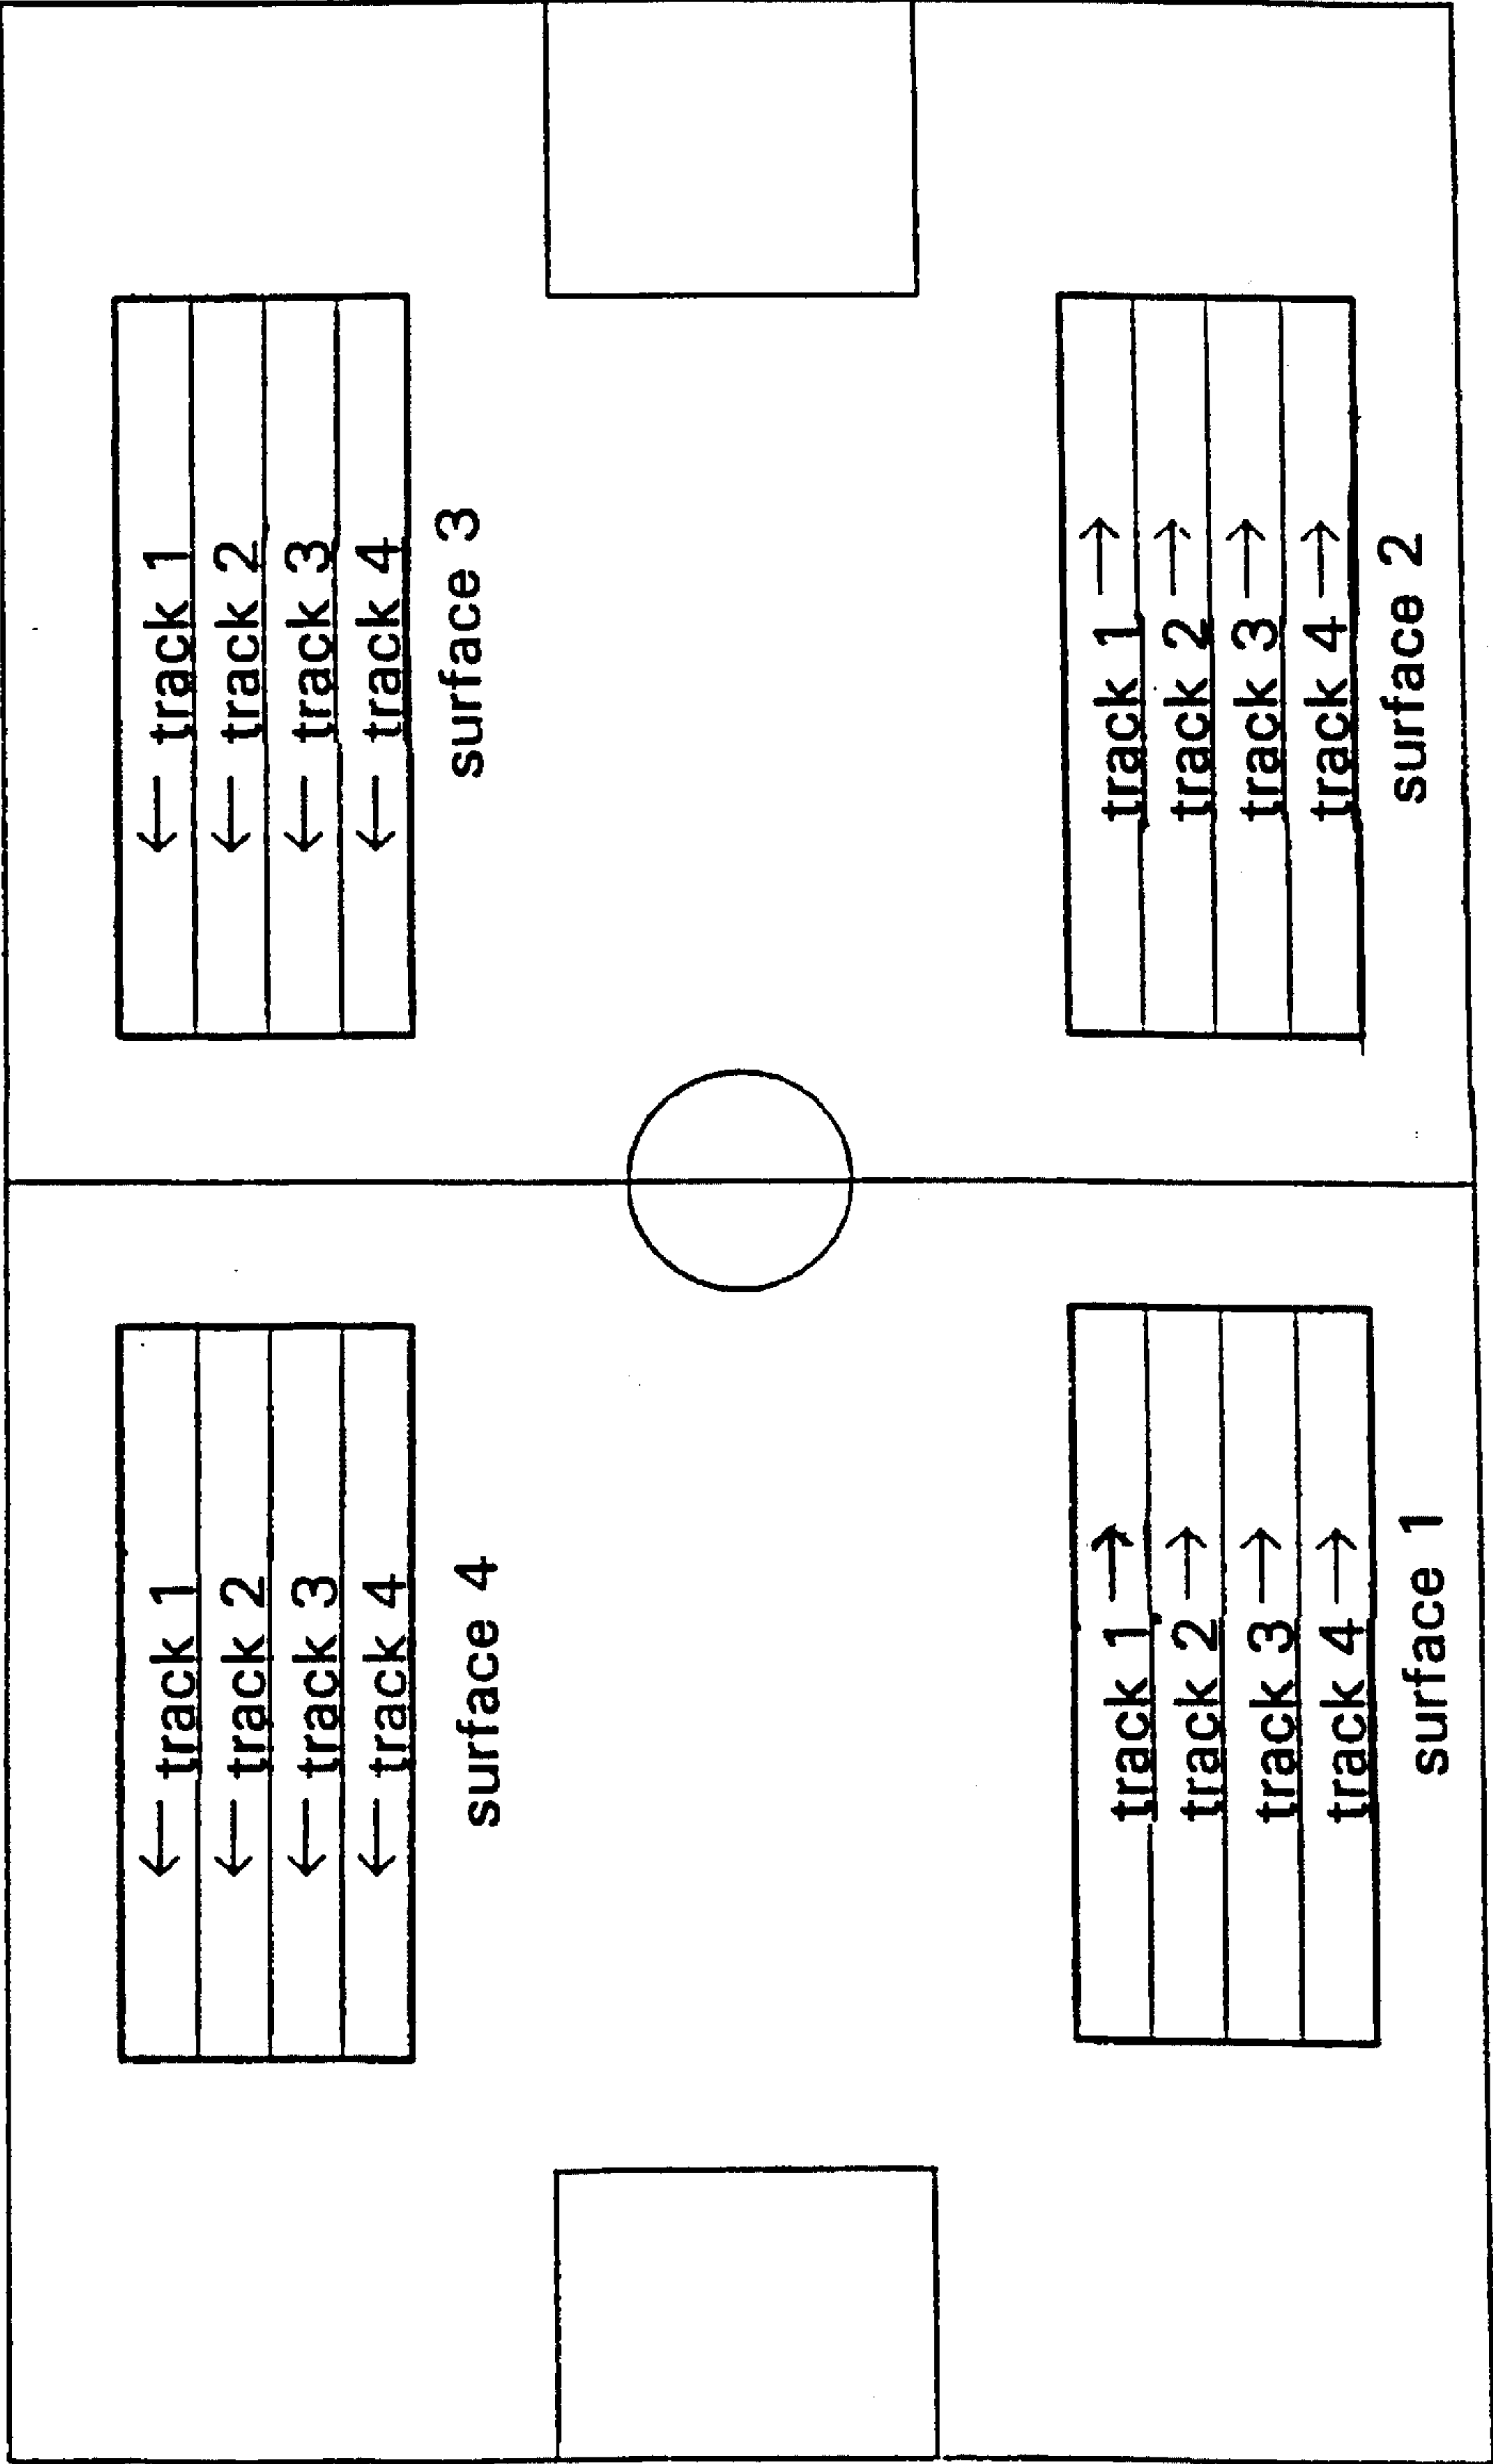 ← track 1
← track 2
← track 3
← track 4
surface 4
← track 1
← track 2
← track 3
← track 4
surface 3
track 1 →
track 2 →
track 3 →
track 4 →
surface 1
track 1 →
track 2 →
track 3 →
track 4 →
surface 2